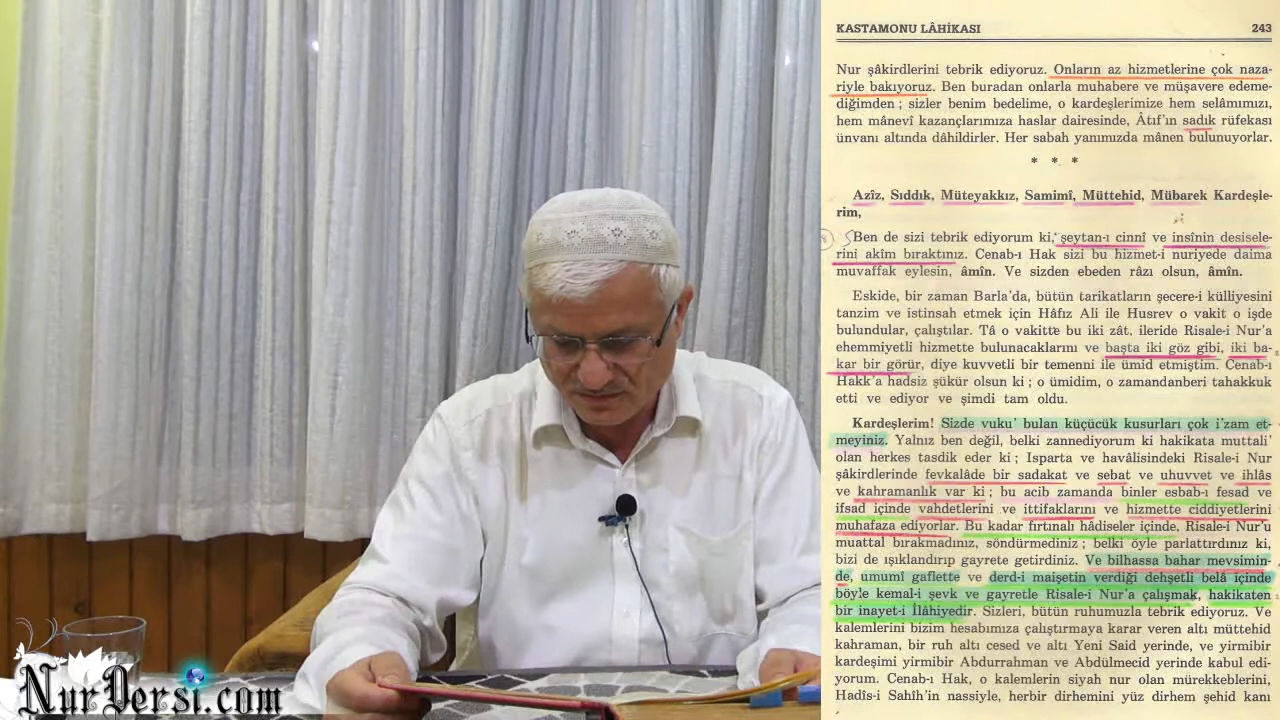 KASTAMONU LÂHİKASI 243
Nur şâkirdlerini tebrik ediyoruz. Onların az hizmetlerine çok naza-
riyle bakıyoruz. Ben buradan onlarla muhabere ve müşavere edeme-
diğimden ; sizler benim bedelime, o kardeşlerimize hem selâmımızı,
hem mânevî kazançlarımıza haslar dairesinde, Âtıf'ın sadık rüfekası
ünvanı altında dâhildirler. Her sabah yanımızda mânen bulunuyorlar.
* * *
Azîz, Sıddık, Müteyakkız, Samimî, Müttehid, Mübarek Kardeşle-
rim,
Ben de sizi tebrik ediyorum ki, şeytan-ı cinnî ve insînin desisele-
rini akîm bıraktınız. Cenab-ı Hak sizi bu hizmet-i nuriyede daima
muvaffak eylesin, âmîn. Ve sizden ebeden râzı olsun, âmîn.
Eskide, bir zaman Barla'da, bütün tarikatların şecere-i külliyesini
tanzim ve istinsah etmek için Hâfız Ali ile Husrev o vakit o işde
bulundular, çalıştılar. Tâ o vakitte bu iki zât. ileride Risale-i Nur'a
ehemmiyetli hizmette bulunacaklarını ve başta iki göz gibi, iki ba-
kar bir görür, diye kuvvetli bir temenni ile ümid etmiştim. Cenab-ı
Hakk'a hadsiz şükür olsun ki ; o ümidim, o zamandanberi tahakkuk
etti ve ediyor ve şimdi tam oldu.
Kardeşlerim! Sizde vuku' bulan küçücük kusurları çok i'zam et-
meyiniz. Yalnız ben değil, belki zannediyorum ki hakikata muttali'
olan herkes tasdik eder ki ; Isparta ve havâlisindeki Risale-i Nur
şâkirdlerinde fevkalâde bir sadakat ve sebat ve uhuvvet ve ihlâs
ve kahramanlık var ki ; bu acib zamanda binler esbab-ı fesad ve
ifsad içinde vahdetlerini ve ittifaklarını ve hizmette ciddiyetlerini
muhafaza ediyorlar. Bu kadar fırtınalı hâdiseler içinde, Risale-i Nur'u
muattal bırakmadınız, söndürmediniz ; belki öyle parlattırdınız ki,
bizi de ışıklandırıp gayrete getirdiniz. Ve bilhassa bahar mevsimin-
de, umumî gaflette ve derd-i maişetin verdiği dehşetli belâ içinde
böyle kemal-i şevk ve gayretle Risale-i Nur'a çalışmak, hakikaten
bir inayet-i İlâhiyedir. Sizleri, bütün ruhumuzla tebrik ediyoruz. Ve
kalemlerini bizim hesabımıza çalıştırmaya karar veren altı müttehid
kahraman, bir ruh altı cesed ve altı Yeni Said yerinde, ve yirmibir
kardeşimi yirmibir Abdurrahman ve Abdülmecid yerinde kabul edi-
yorum. Cenab-ı Hak, o kalemlerin siyah nur olan mürekkeblerini,
Hadîs-i Sahîh'in nassiyle, herbir dirhemini yüz dirhem şehid kanı
NurDersi.com